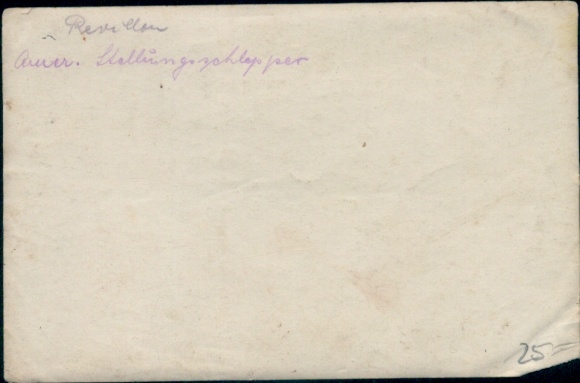 Revillon
Amer. Stellungsschlepper
25=